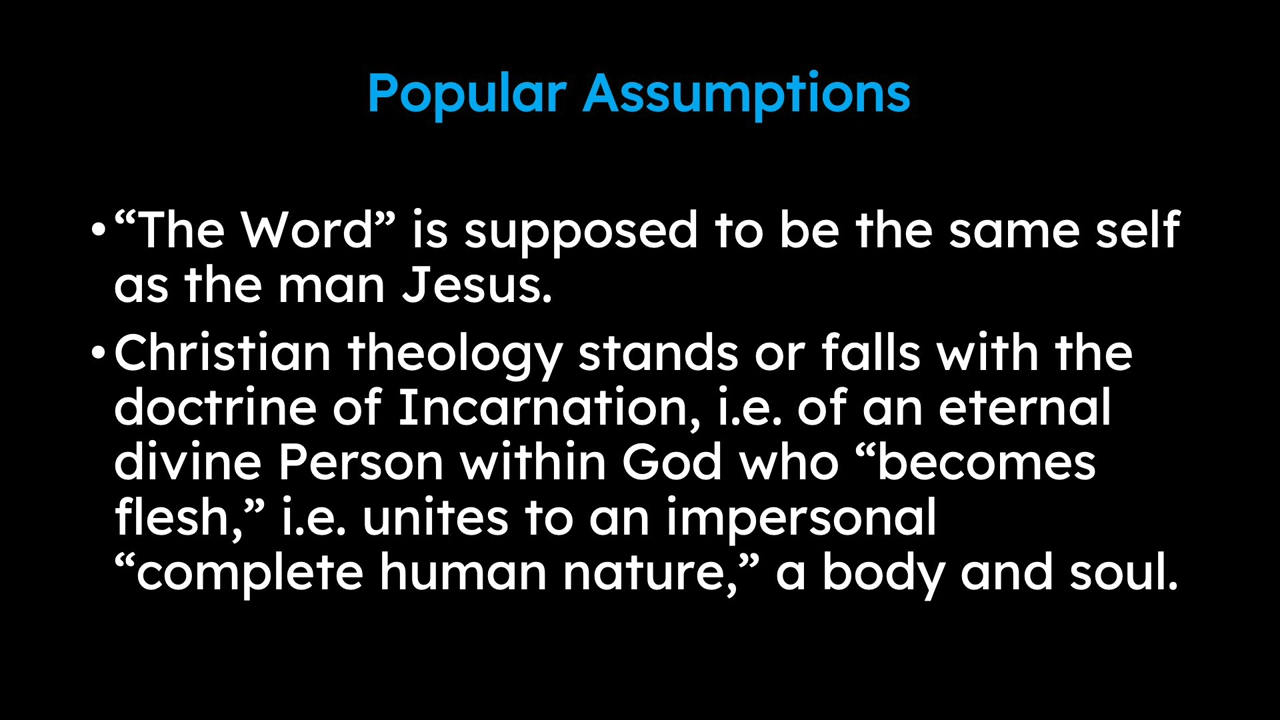 Popular Assumptions
•“The Word” is supposed to be the same self
as the man Jesus.
•Christian theology stands or falls with the
doctrine of Incarnation, i.e. of an eternal
divine Person within God who “becomes
flesh,” i.e. unites to an impersonal
“complete human nature,” a body and soul.